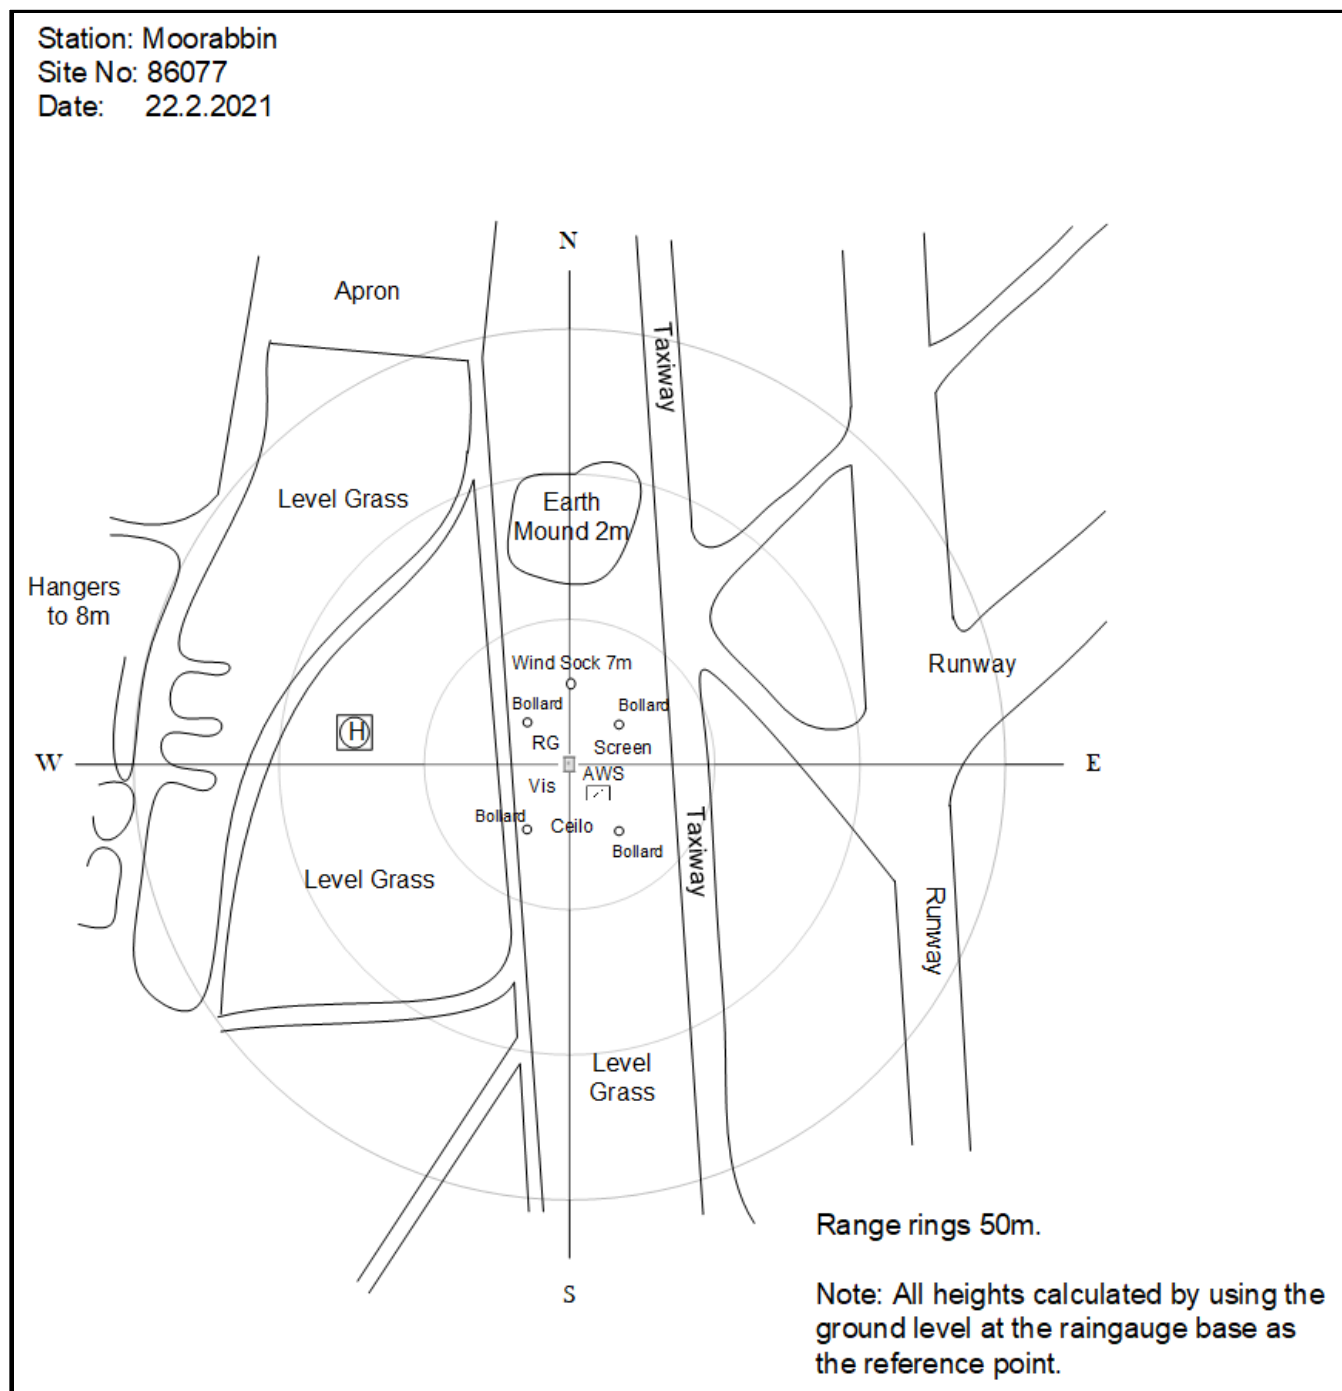 Station: Moorabbin
Site No: 86077
Date: 22.2.2021
N
Apron
Taxiway
Level Grass
Earth
Mound 2m
Hangers
to 8m
Wind Sock 7m
Runway
Bollard
Bollard
H
RG
Screen
W
E
AWS
Vis
Bollard
Ceilo
Bollard
Taxiway
Level Grass
Runway
Level
Grass
Range rings 50m.
S
Note: All heights calculated by using the
ground level at the raingauge base as
the reference point.